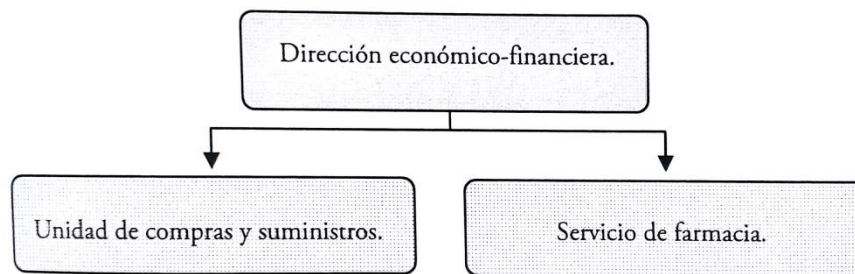 Dirección económico-financiera.
Unidad de compras y suministros.
Servicio de farmacia.